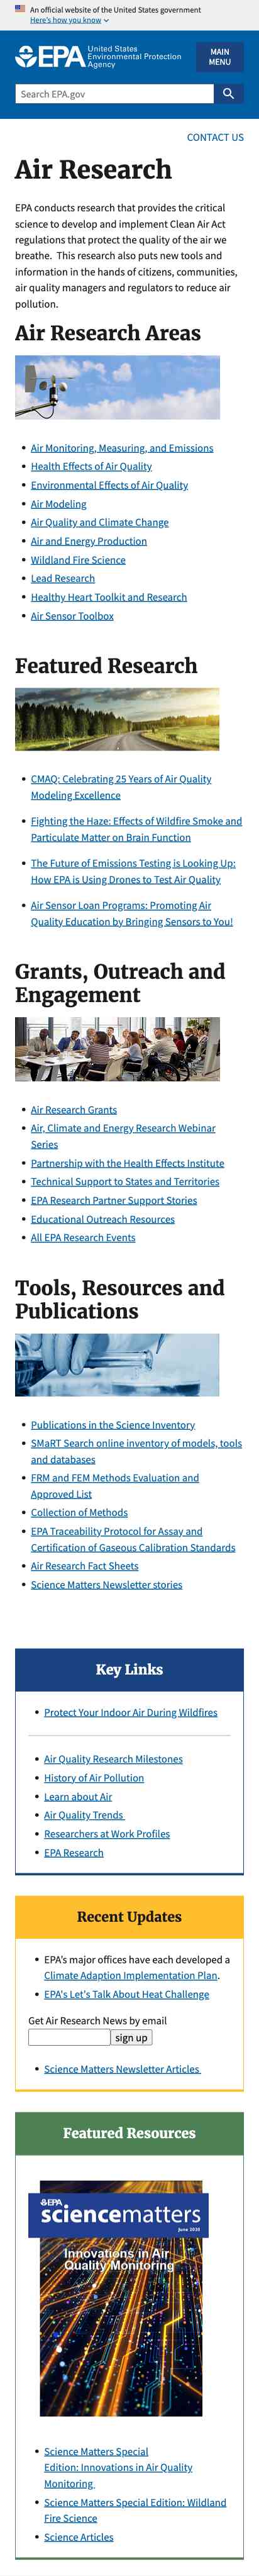 An official website of the United States government
Here's how you know
EPA United States
Environmental Protection
Agency
MAIN
MENU
Search EPA.gov
CONTACT US
Air Research
EPA conducts research that provides the critical
science to develop and implement Clean Air Act
regulations that protect the quality of the air we
breathe. This research also puts new tools and
information in the hands of citizens, communities,
air quality managers and regulators to reduce air
pollution.
Air Research Areas
Air Monitoring, Measuring, and Emissions
Health Effects of Air Quality
Environmental Effects of Air Quality
Air Modeling
Air Quality and Climate Change
Air and Energy Production
Wildland Fire Science
Lead Research
Healthy Heart Toolkit and Research
Air Sensor Toolbox
Featured Research
CMAQ: Celebrating 25 Years of Air Quality
Modeling Excellence
Fighting the Haze: Effects of Wildfire Smoke and
Particulate Matter on Brain Function
The Future of Emissions Testing is Looking Up:
How EPA is Using Drones to Test Air Quality
Air Sensor Loan Programs: Promoting Air
Quality Education by Bringing Sensors to You!
Grants, Outreach and
Engagement
Air Research Grants
Air, Climate and Energy Research Webinar
Series
Partnership with the Health Effects Institute
Technical Support to States and Territories
EPA Research Partner Support Stories
Educational Outreach Resources
All EPA Research Events
Tools, Resources and
Publications
Publications in the Science Inventory
SMaRT Search online inventory of models, tools
and databases
FRM and FEM Methods Evaluation and
Approved List
Collection of Methods
EPA Traceability Protocol for Assay and
Certification of Gaseous Calibration Standards
Air Research Fact Sheets
Science Matters Newsletter stories
Key Links
Protect Your Indoor Air During Wildfires
Air Quality Research Milestones
History of Air Pollution
Learn about Air
Air Quality Trends
Researchers at Work Profiles
EPA Research
Recent Updates
EPA's major offices have each developed a
Climate Adaption Implementation Plan.
EPA's Let's Talk About Heat Challenge
Get Air Research News by email
sign up
Science Matters Newsletter Articles
Featured Resources
EPA
sciencematters
June 2020
Innovations in Air
Quality Monitoring
Science Matters Special
Edition: Innovations in Air Quality
Monitoring
Science Matters Special Edition: Wildland
Fire Science
Science Articles